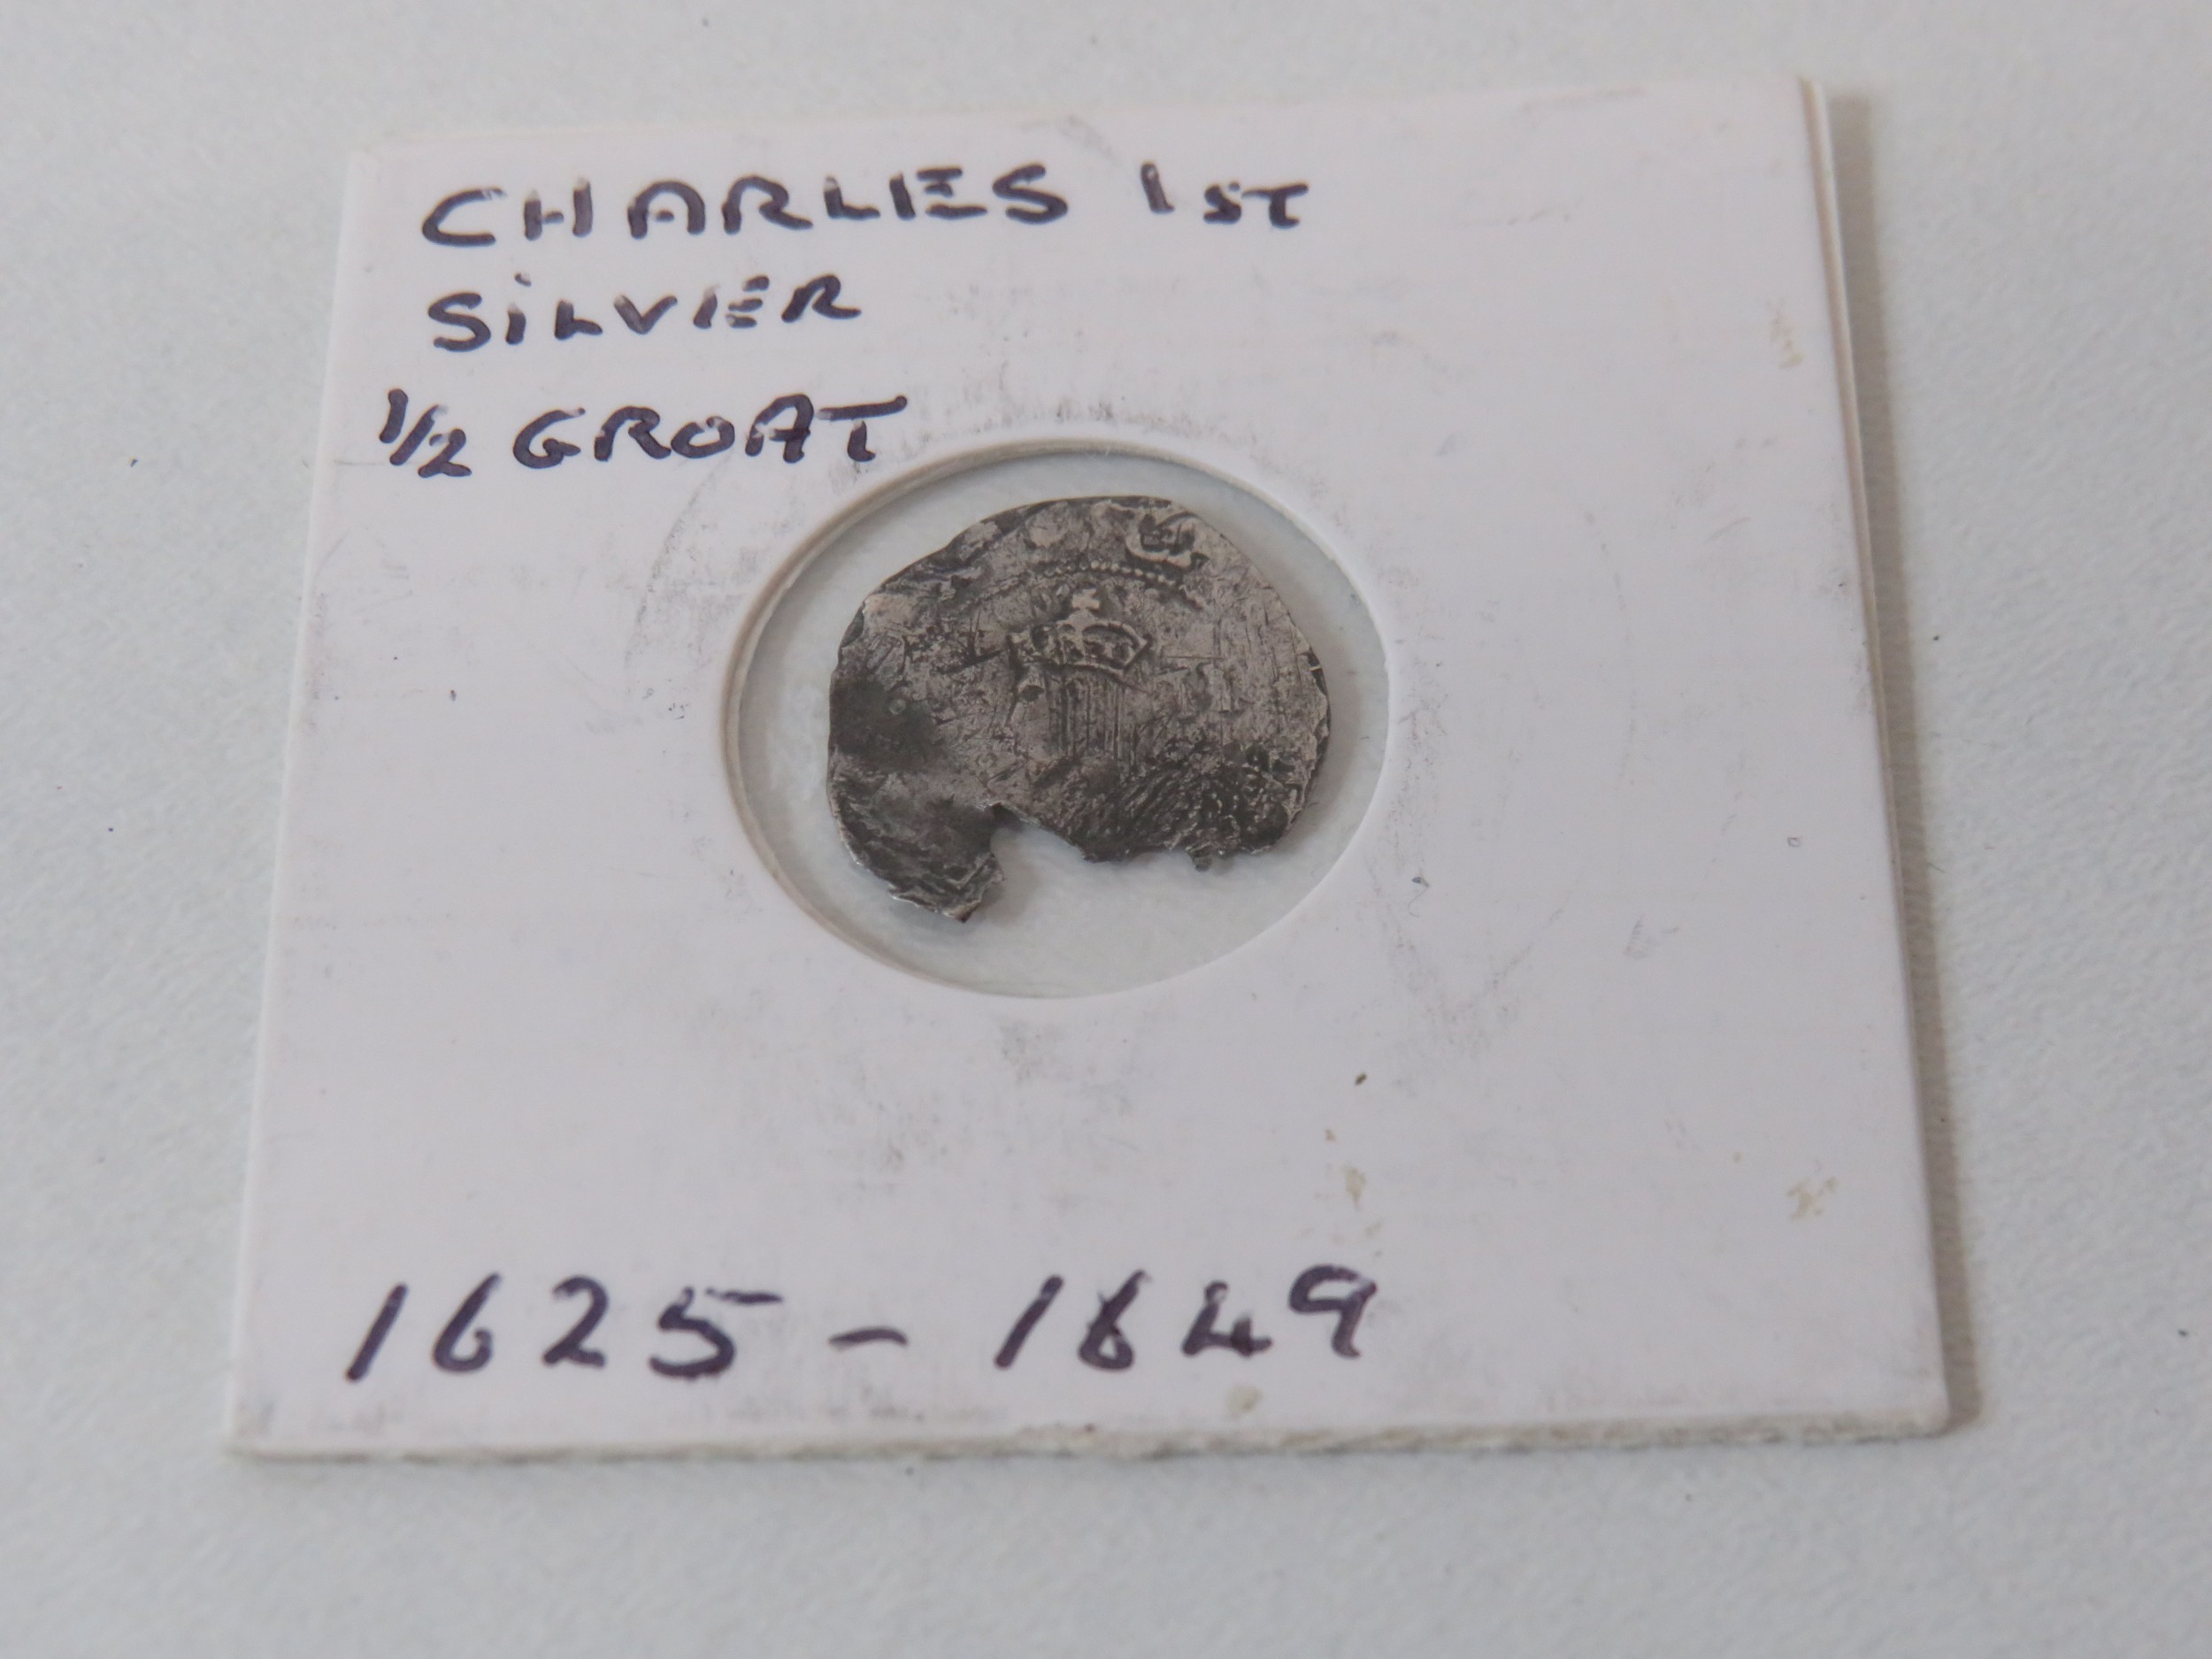 CHARLES 1ST
SILVER
1/2 GROAT
1625 - 1649